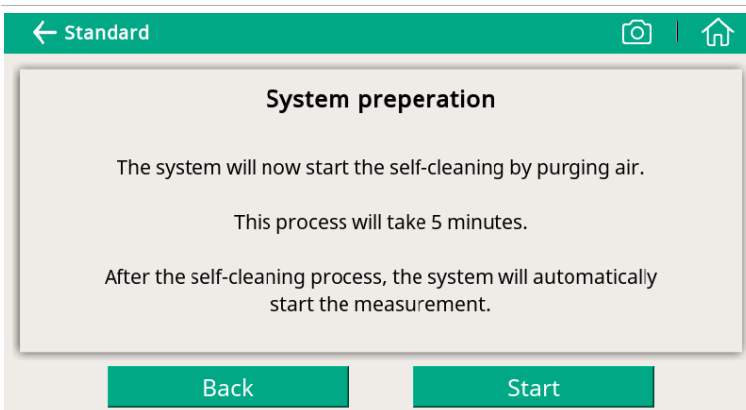 Standard
System preperation
The system will now start the self-cleaning by purging air.
This process will take 5 minutes.
After the self-cleaning process, the system will automatically
start the measurement.
Back
Start